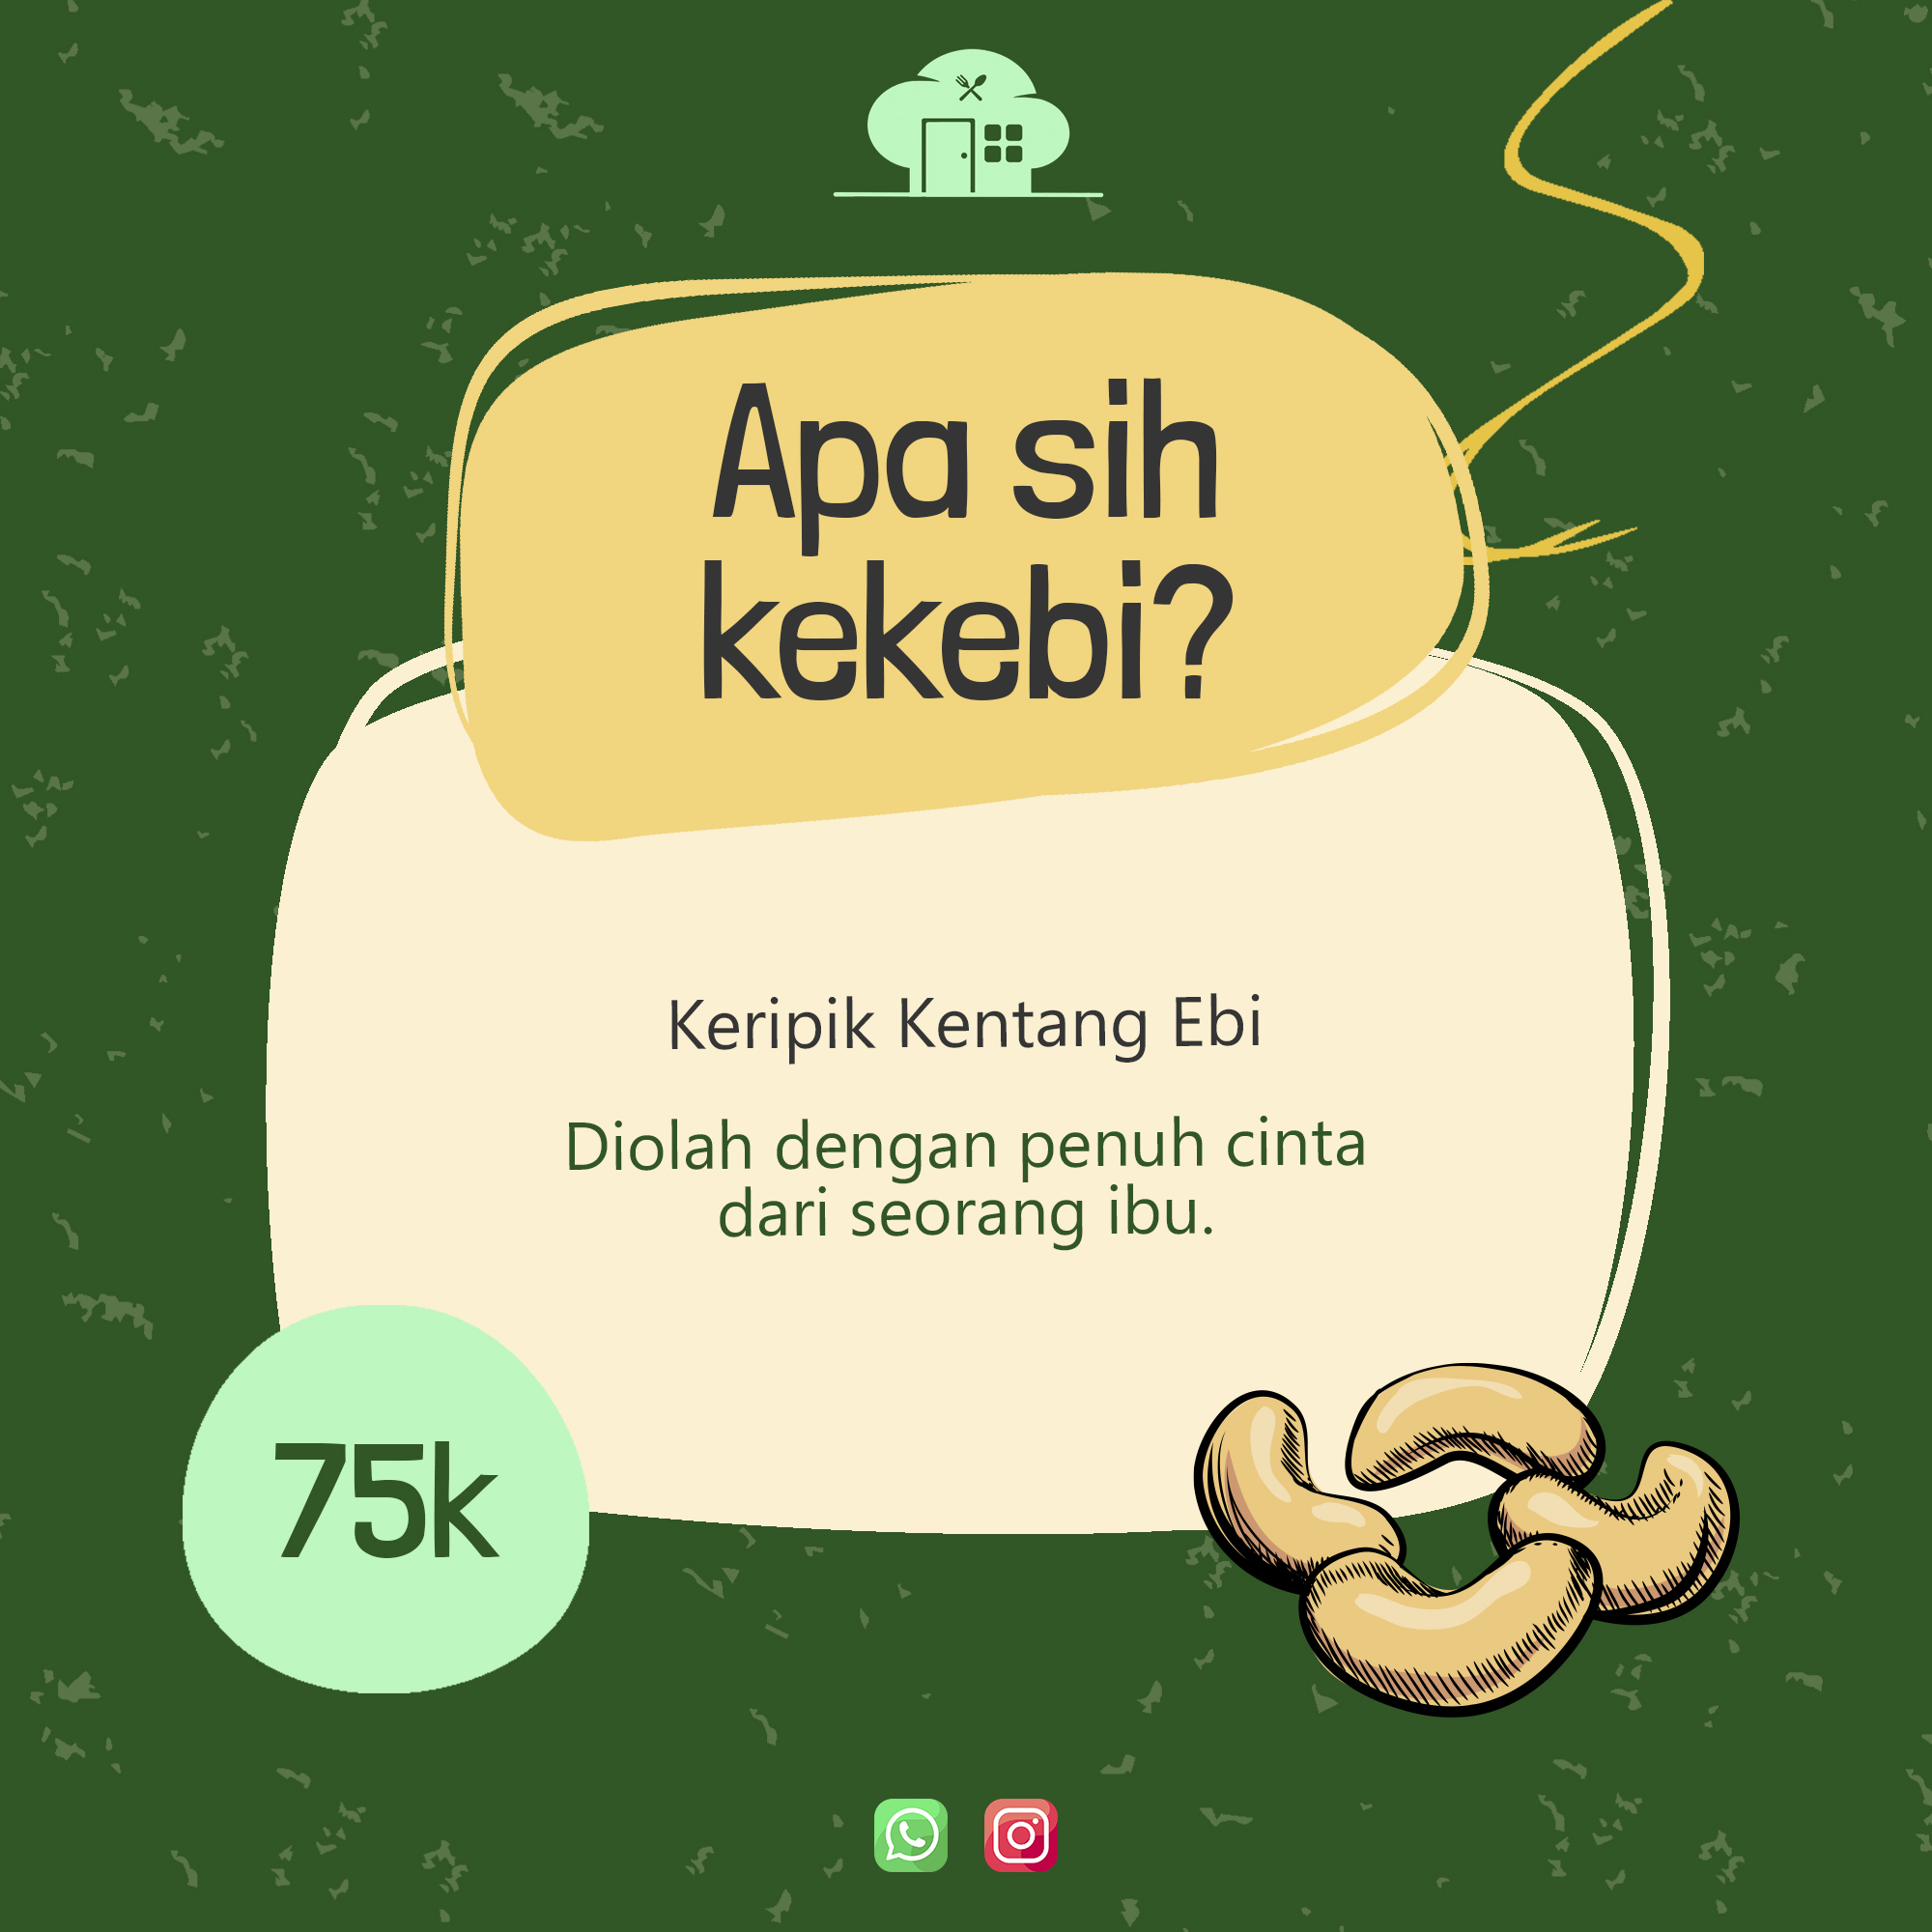 Apa sih
kekebi?
Keripik Kentang Ebi
Diolah dengan penuh cinta
dari seorang ibu.
75k